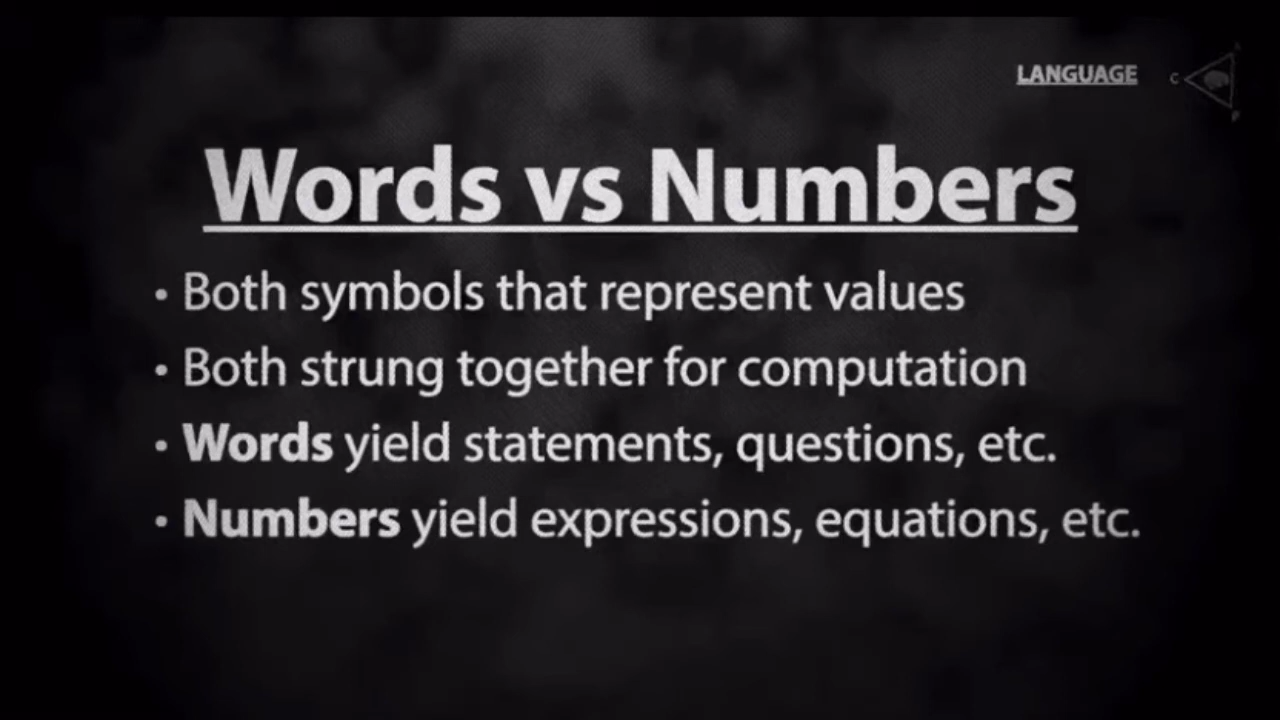 LANGUAGE
C
Words vs Numbers
• Both symbols that represent values
• Both strung together for computation
• Words yield statements, questions, etc.
• Numbers yield expressions, equations, etc.